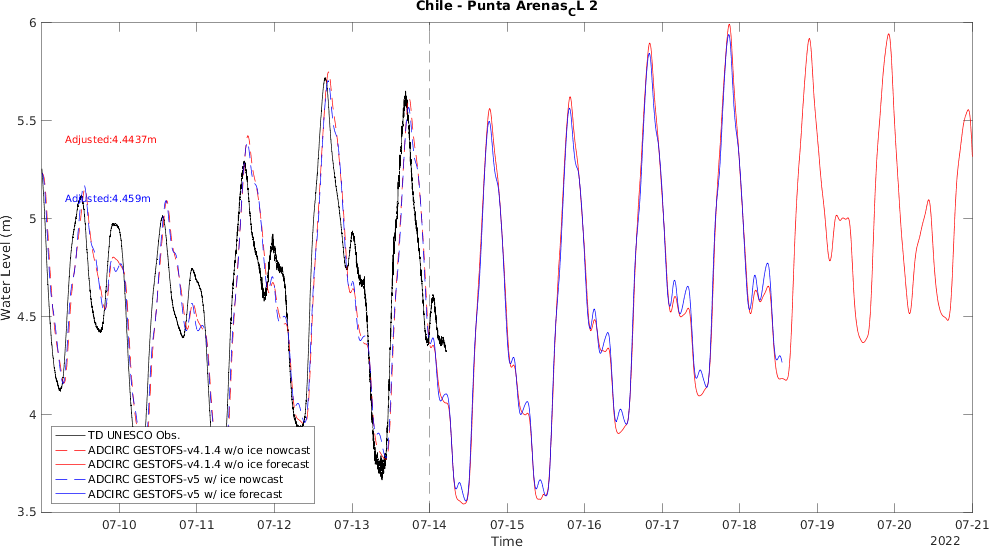 Chile - Punta Arenas_CL 2
6
5.5
5
4.5
4
3.5
Water Level (m)
Adjusted:4.4437m
Adjusted:4.459m
TD UNESCO Obs.
ADCIRC GESTOFS-v4.1.4 w/o ice nowcast
ADCIRC GESTOFS-v4.1.4 w/o ice forecast
ADCIRC GESTOFS-v5 w/ ice nowcast
ADCIRC GESTOFS-v5 w/ ice forecast
07-10 07-11 07-12 07-13 07-14 07-15 07-16 07-17 07-18 07-19 07-20 07-21
Time
2022